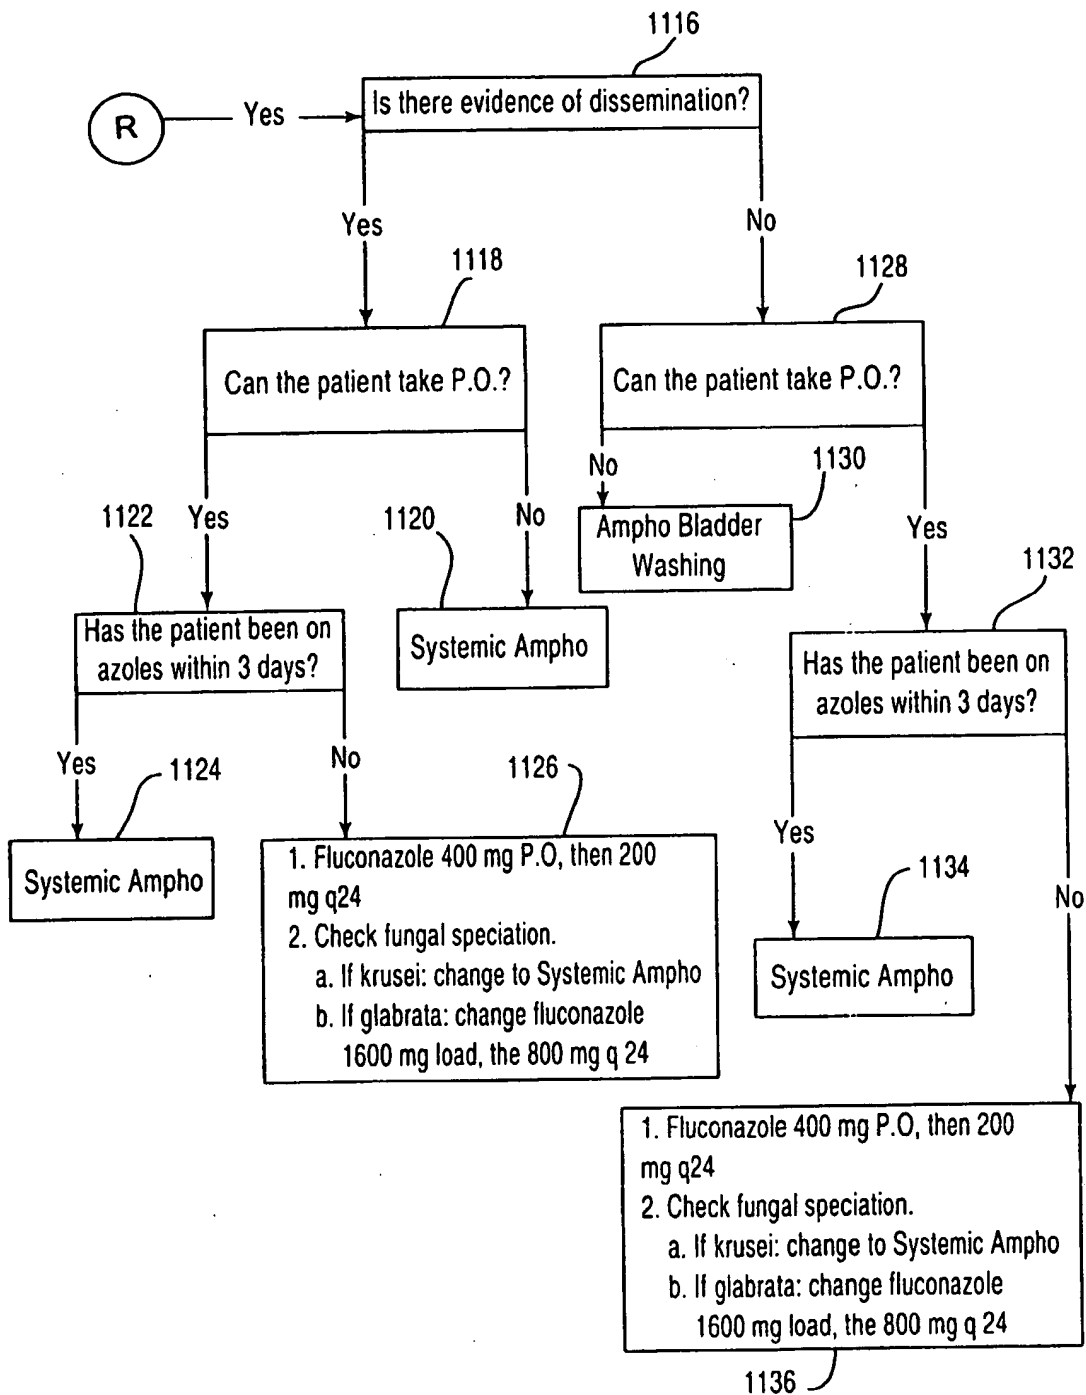 1116
Is there evidence of dissemination?
R
Yes
Yes
No
1118
1128
Can the patient take P.O.?
Can the patient take P.O.?
No
1130
1122
Yes
1120
No
Ampho Bladder
Washing
Yes
1132
Has the patient been on
azoles within 3 days?
Systemic Ampho
Has the patient been on
azoles within 3 days?
Yes
1124
No
1126
Yes
Systemic Ampho
1. Fluconazole 400 mg P.O, then 200
mg q24
2. Check fungal speciation.
a. If krusei: change to Systemic Ampho
b. If glabrata: change fluconazole
1600 mg load, the 800 mg q 24
1134
No
Systemic Ampho
1. Fluconazole 400 mg P.O, then 200
mg q24
2. Check fungal speciation.
a. If krusei: change to Systemic Ampho
b. If glabrata: change fluconazole
1600 mg load, the 800 mg q 24
1136